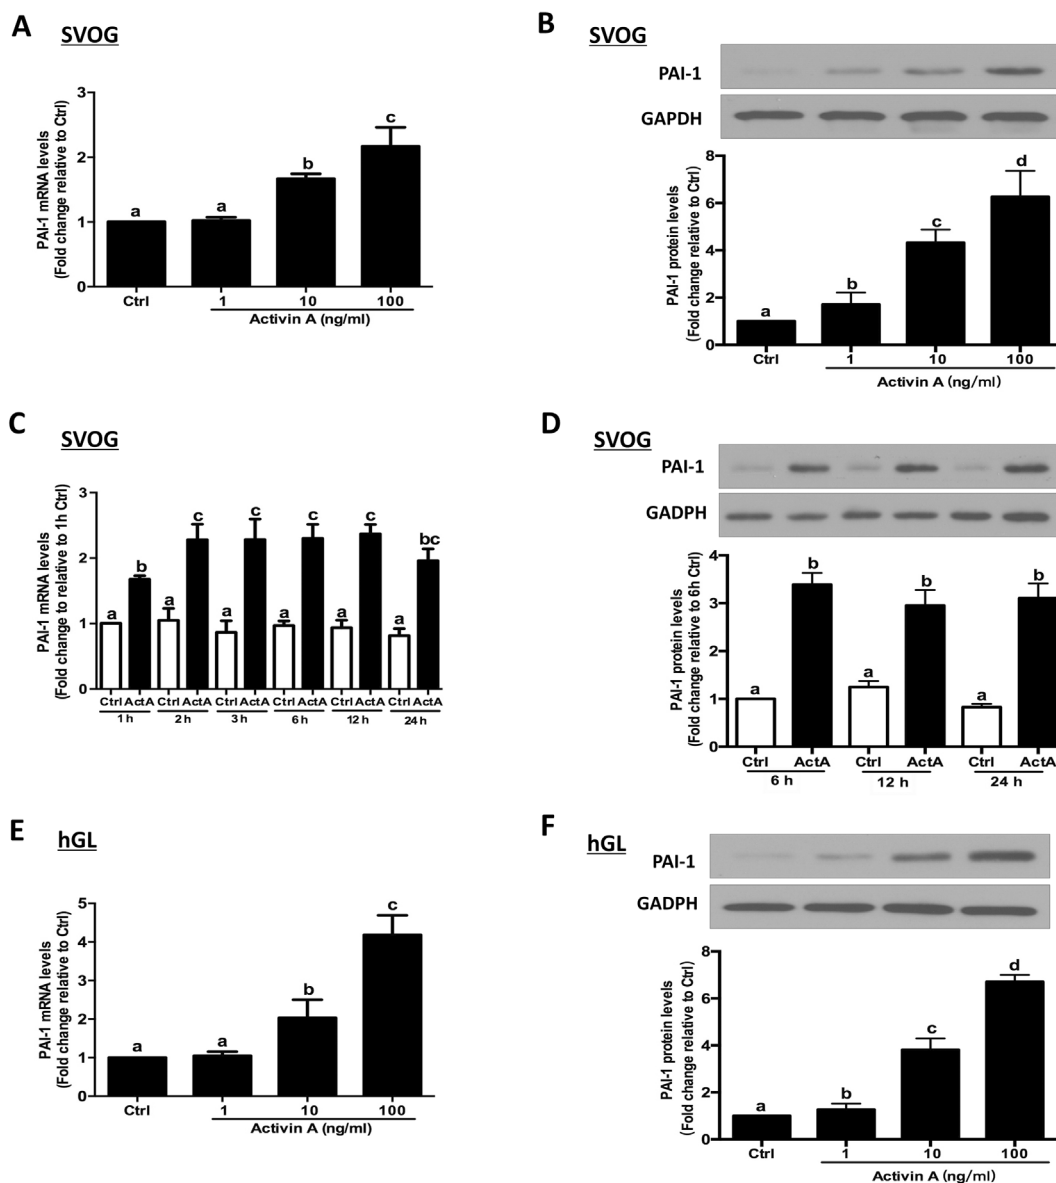 A
SVOG
PAI-1 mRNA levels
(Fold change relative to Ctrl)
3
2
1
0
a
a
b
c
Ctrl
1
10
100
Activin A (ng/ml)
B
SVOG
PAI-1
GAPDH
PAI-1 protein levels
(Fold change relative to Ctrl)
8
6
4
2
0
a
b
c
d
Ctrl
1
10
100
Activin A (ng/ml)
C
SVOG
PAI-1 mRNA levels
(Fold change to relative to 1h Ctrl)
3
2
1
0
a
b
a
c
a
c
a
c
a
c
a
bc
Ctrl ActA Ctrl ActA Ctrl ActA Ctrl ActA Ctrl ActA Ctrl ActA
1 h
2 h
3 h
6 h
12 h
24 h
D
SVOG
PAI-1
GADPH
PAI-1 protein levels
(Fold change relative to 6h Ctrl)
4
3
2
1
0
a
b
a
b
a
b
Ctrl ActA Ctrl ActA Ctrl ActA
6 h
12 h
24 h
E
hGL
PAI-1 mRNA levels
(Fold change relative to Ctrl)
5
4
3
2
1
0
a
a
b
c
Ctrl
1
10
100
Activin A (ng/ml)
F
hGL
PAI-1
GADPH
PAI-1 protein levels
(Fold change relative to Ctrl)
8
6
4
2
0
a
b
c
d
Ctrl
1
10
100
Activin A (ng/ml)